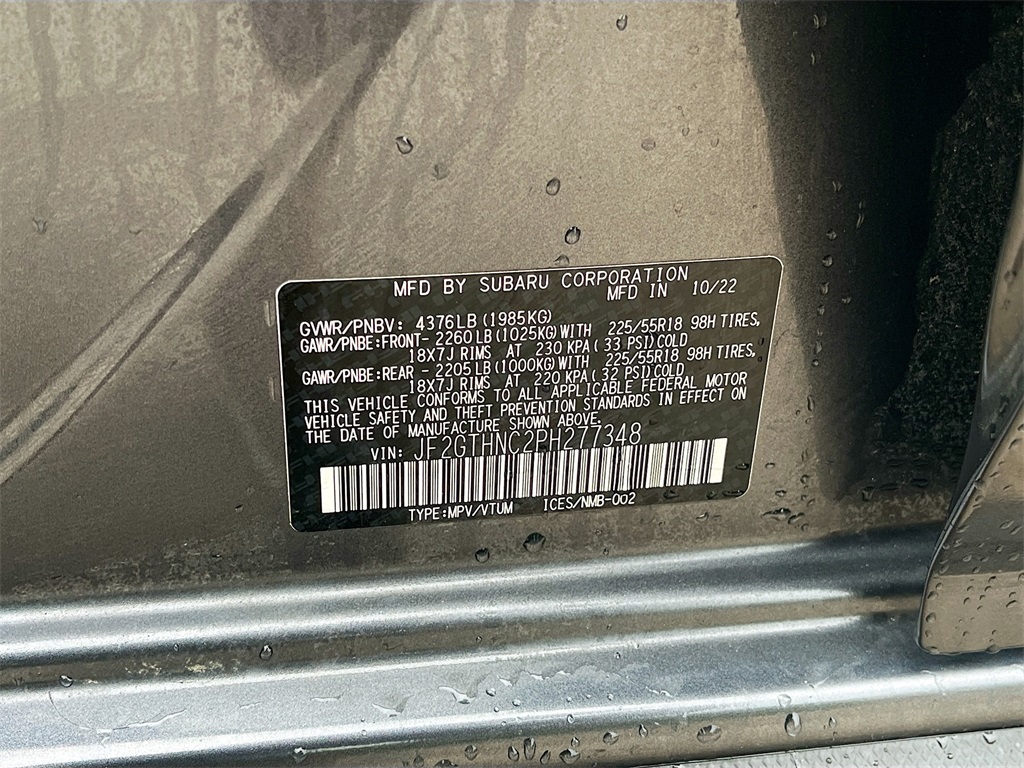 MFD BY SUBARU CORPORATION
MFD IN 10/22
GVWR/PNBV: 4376LB (1985KG)
GAWR/PNBE:FRONT- 2260LB (1025KG) WITH 225/55R18 98H TIRES,
18X7J RIMS AT 230 KPA ( 33 PSI) COLD
GAWR/PNBE:REAR - 2205LB (1000KG) WITH 225/55R18 98H TIRES,
18X7J RIMS AT 220 KPA ( 32 PSI) COLD
THIS VEHICLE CONFORMS TO ALL APPLICABLE FEDERAL MOTOR
VEHICLE SAFETY AND THEFT PREVENTION STANDARDS IN EFFECT ON
THE DATE OF MANUFACTURE SHOWN ABOVE.
VIN: JF2GTHNC2PH277348
TYPE:MPV/VTUM ICES/NMB-002